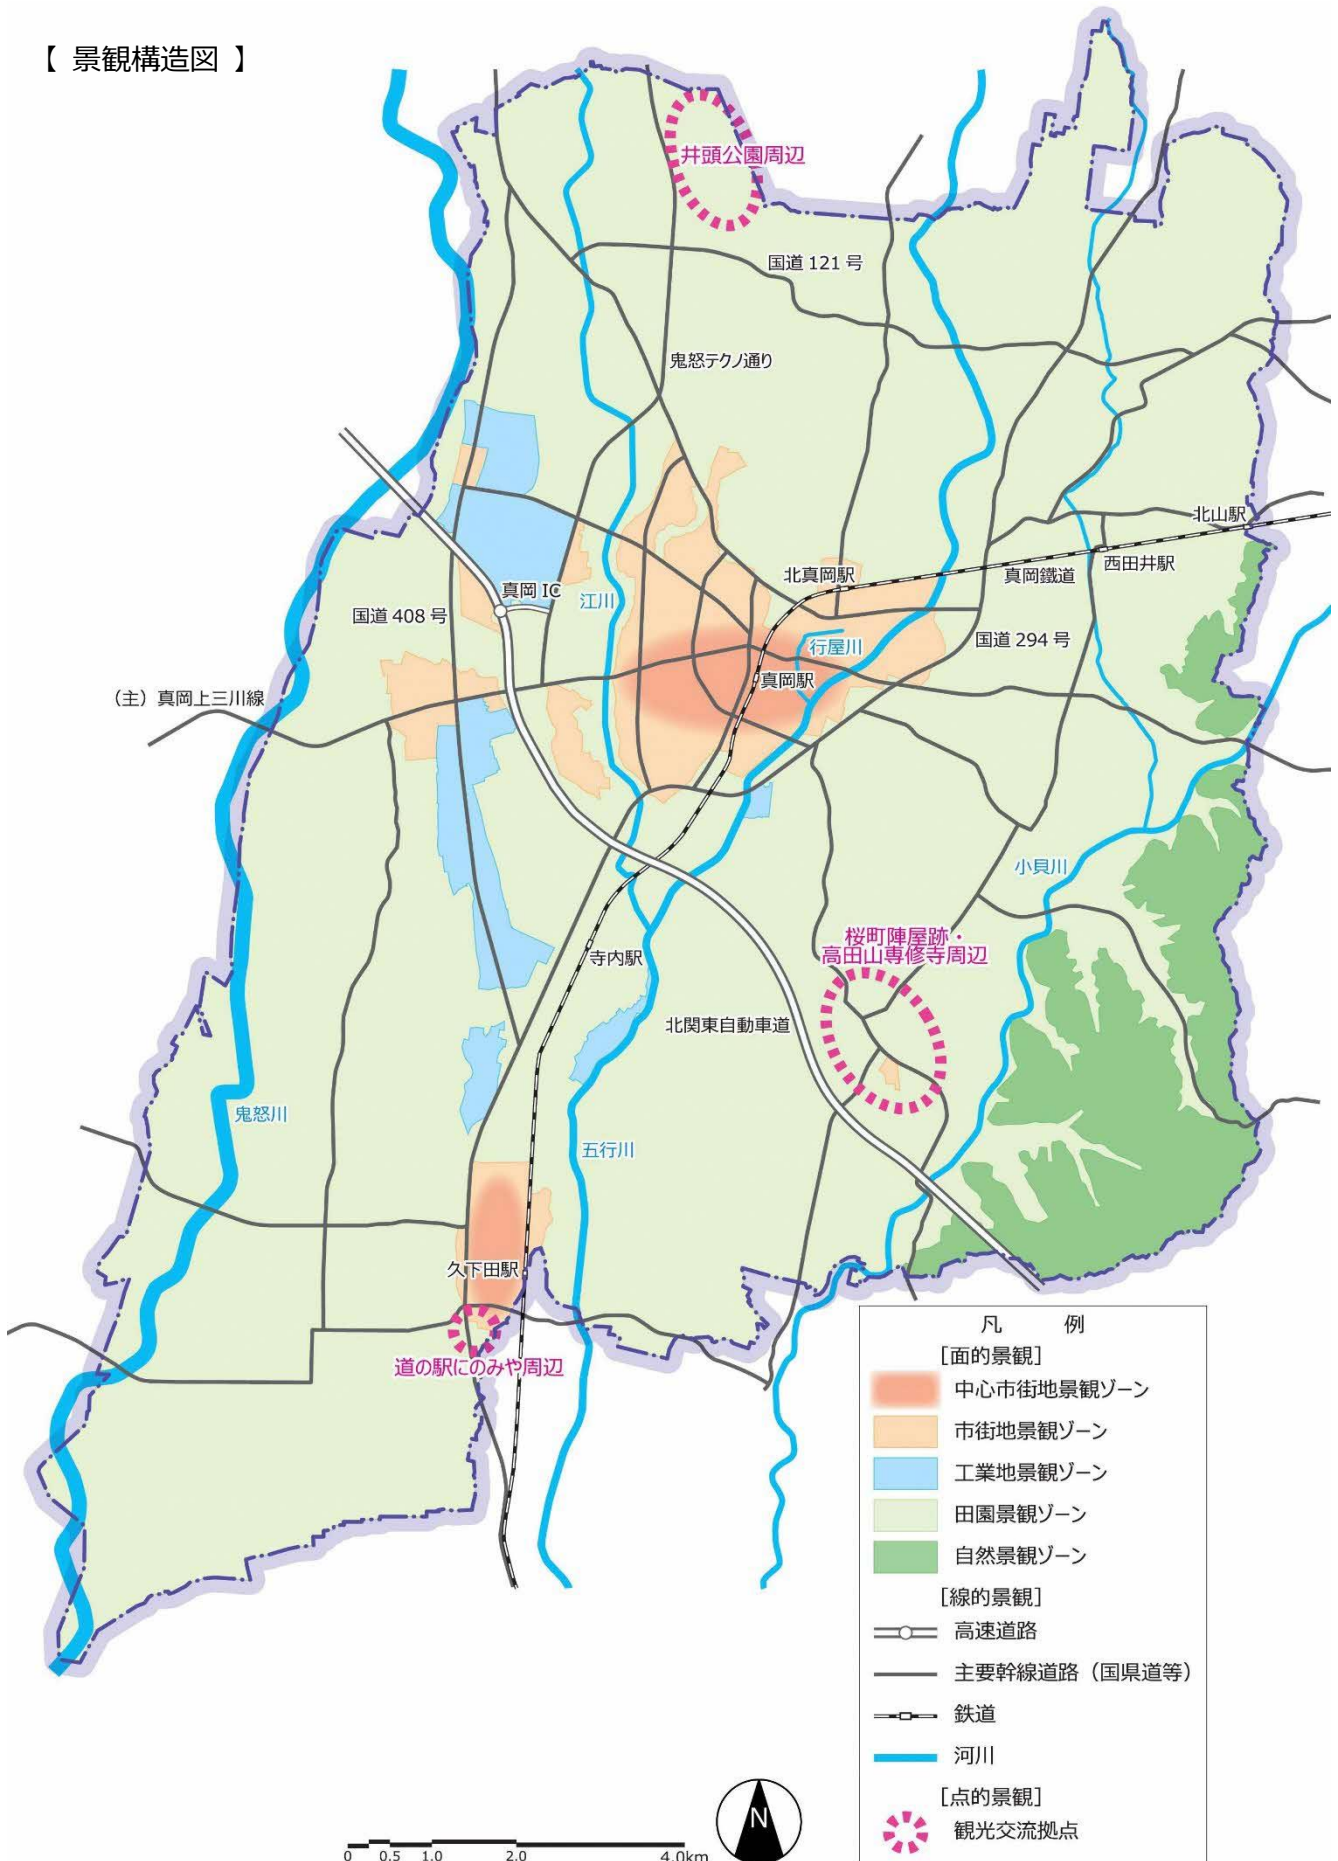 【 景観構造図 】
井頭公園周辺
国道 121 号
鬼怒テクノ通り
北山駅
西田井駅
真岡鐵道
北真岡駅
真岡 IC
江川
国道 408 号
行屋川
国道 294 号
真岡駅
（主）真岡上三川線
小貝川
桜町陣屋跡・
高田山専修寺周辺
寺内駅
北関東自動車道
鬼怒川
五行川
久下田駅
道の駅にのみや周辺
凡 例
［面的景観］
中心市街地景観ゾーン
市街地景観ゾーン
工業地景観ゾーン
田園景観ゾーン
自然景観ゾーン
［線的景観］
高速道路
主要幹線道路（国県道等）
鉄道
河川
［点的景観］
観光交流拠点
N
0 0.5 1.0 2.0 4.0km